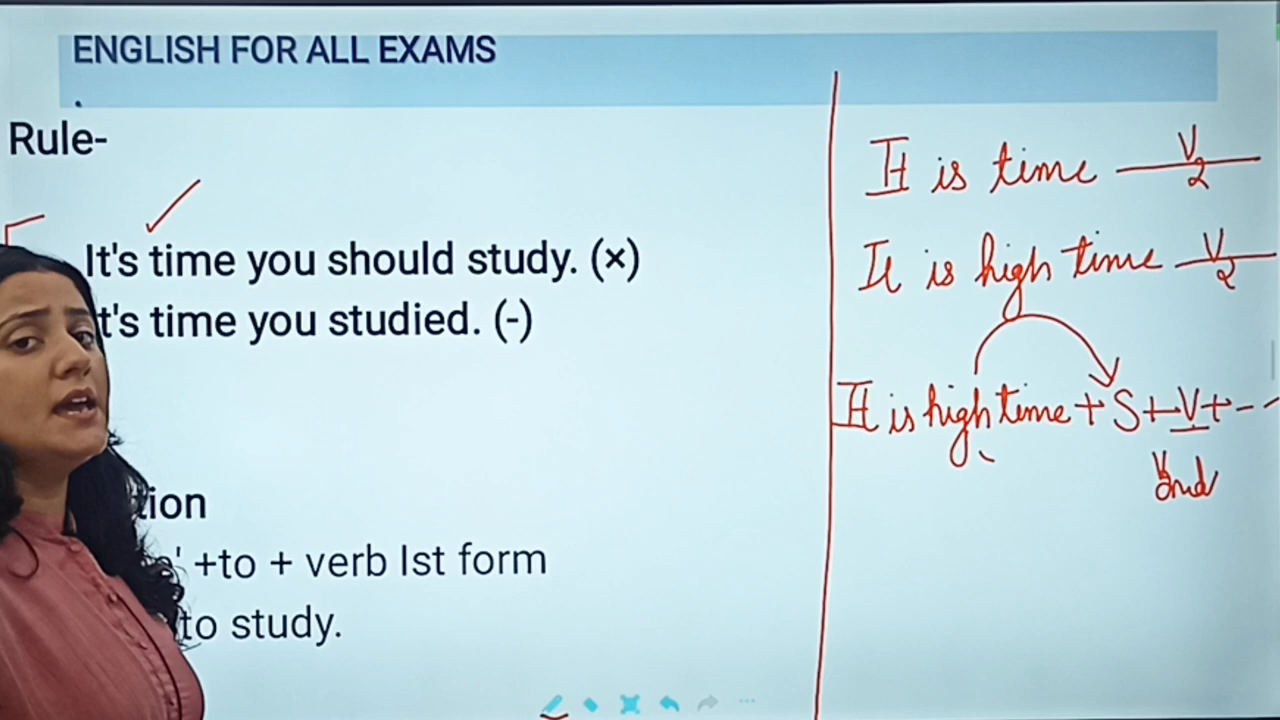 ENGLISH FOR ALL EXAMS
Rule-
It's time you should study. (×)
t's time you studied. (-)
tion
' +to + verb Ist form
to study.
It is time V2
It is high time V2
It is high time + S + V + - -
V2nd